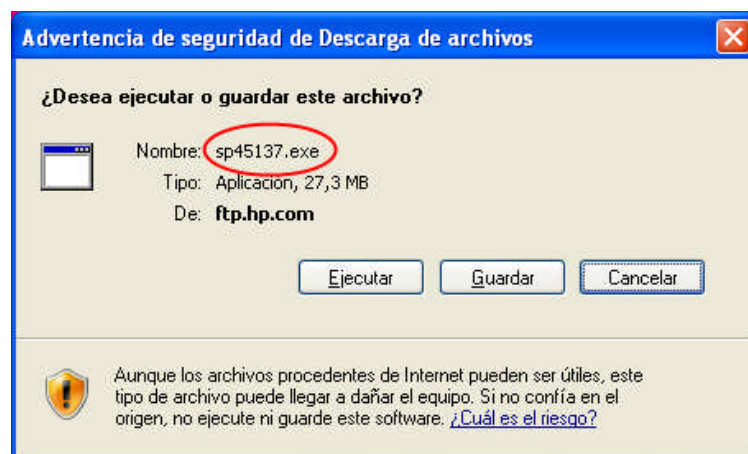 Advertencia de seguridad de Descarga de archivos
¿Desea ejecutar o guardar este archivo?
Nombre: sp45137.exe
Tipo: Aplicación, 27,3 MB
De: ftp.hp.com
Ejecutar Guardar Cancelar
Aunque los archivos procedentes de Internet pueden ser útiles, este
tipo de archivo puede llegar a dañar el equipo. Si no confía en el
origen, no ejecute ni guarde este software. ¿Cuál es el riesgo?